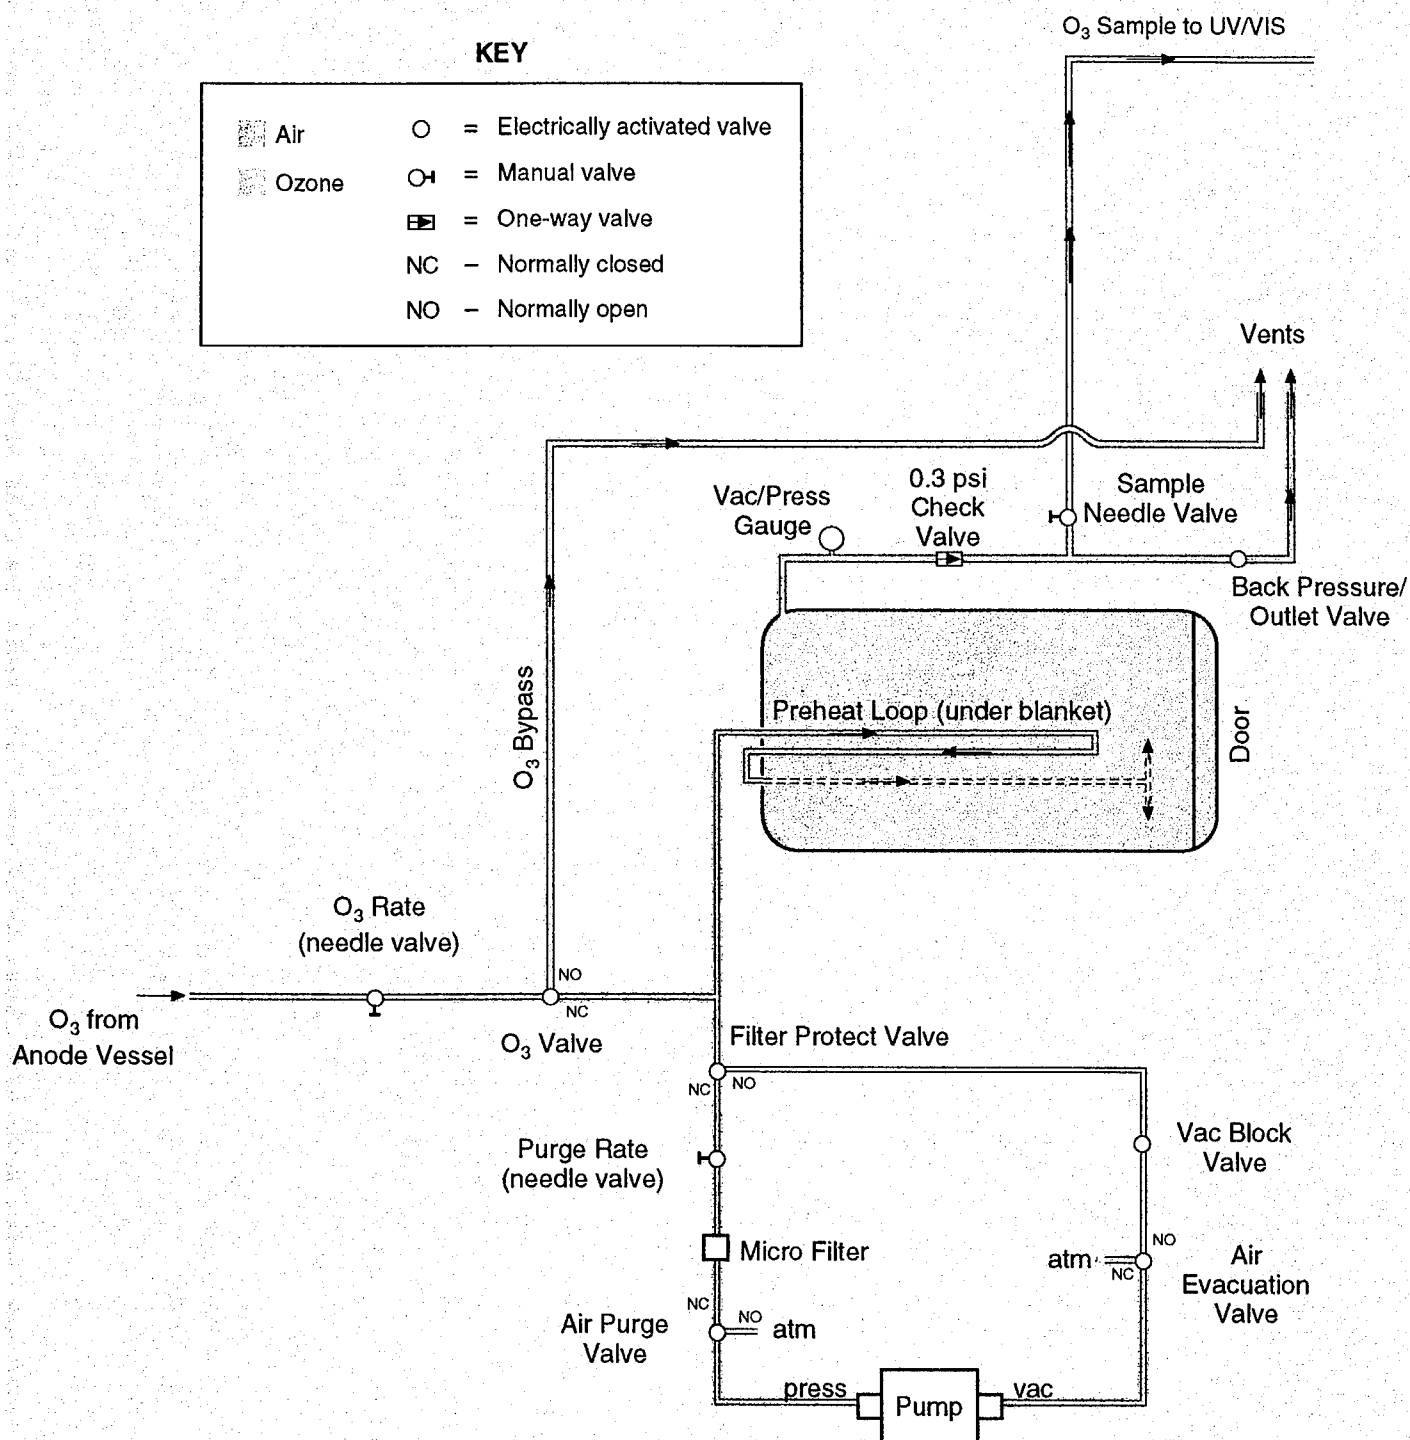 O₃ Sample to UV/VIS
KEY
Air
Ozone
= Electrically activated valve
= Manual valve
= One-way valve
NC – Normally closed
NO – Normally open
Vents
Vac/Press
Gauge
0.3 psi
Check
Valve
Sample
Needle Valve
Back Pressure/
Outlet Valve
O₃ Bypass
Preheat Loop (under blanket)
Door
O₃ Rate
(needle valve)
NO
NC
O₃ from
Anode Vessel
O₃ Valve
Filter Protect Valve
NC
NO
Purge Rate
(needle valve)
Vac Block
Valve
Micro Filter
atm
NO
NC
Air
Evacuation
Valve
NC
NO
Air Purge
Valve
atm
press
Pump
vac